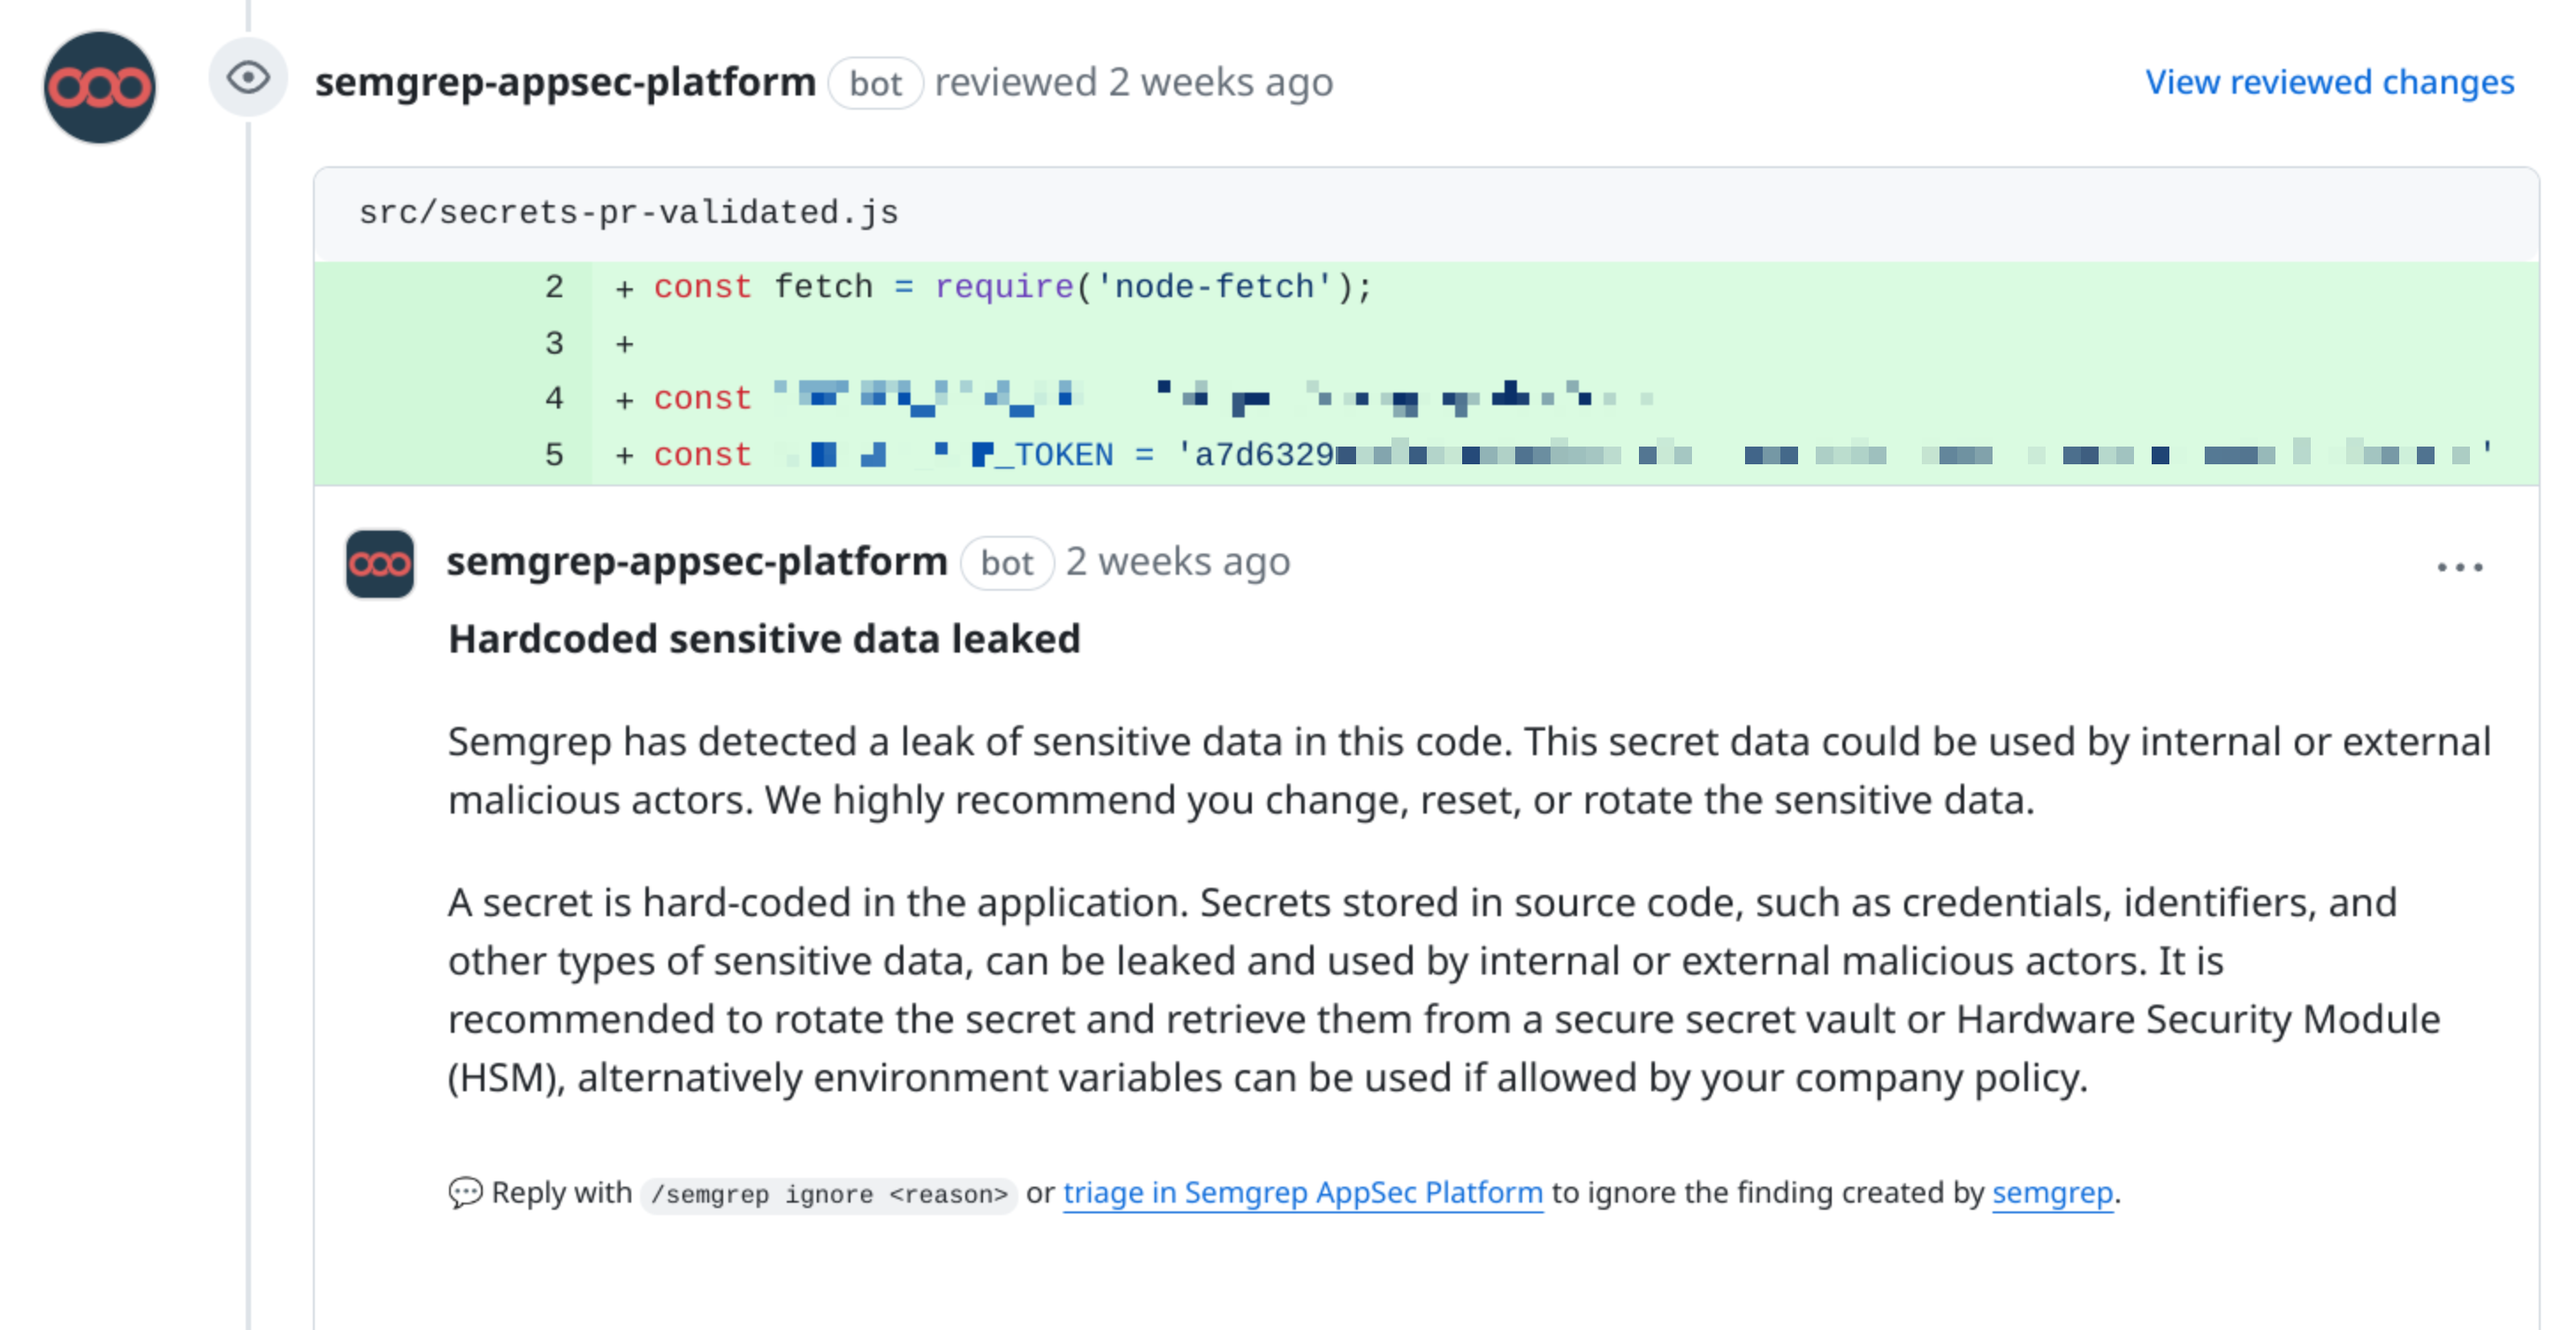 semgrep-appsec-platform bot reviewed 2 weeks ago View reviewed changes
src/secrets-pr-validated.js
2 + const fetch = require('node-fetch');
3 +
4 + const
5 + const _TOKEN = 'a7d6329 '
semgrep-appsec-platform bot 2 weeks ago
Hardcoded sensitive data leaked
Semgrep has detected a leak of sensitive data in this code. This secret data could be used by internal or external
malicious actors. We highly recommend you change, reset, or rotate the sensitive data.
A secret is hard-coded in the application. Secrets stored in source code, such as credentials, identifiers, and
other types of sensitive data, can be leaked and used by internal or external malicious actors. It is
recommended to rotate the secret and retrieve them from a secure secret vault or Hardware Security Module
(HSM), alternatively environment variables can be used if allowed by your company policy.
💬 Reply with /semgrep ignore <reason> or triage in Semgrep AppSec Platform to ignore the finding created by semgrep.